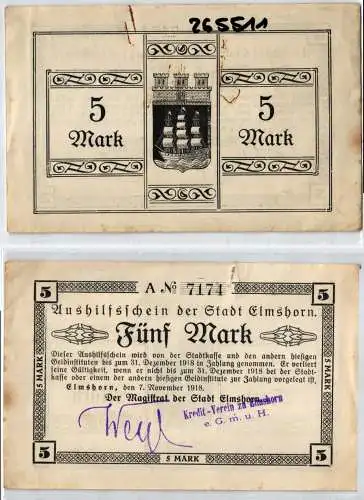 265511
5
Mark
5
Mark
A № 7174
5
5
Aushilfsschein der Stadt Elmshorn.
Fünf Mark
Dieser Aushilfsschein wird von der Stadtkasse und den andern hiesigen
Geldinstituten bis zum 31. Dezember 1918 in Zahlung genommen. Er verliert
seine Gültigkeit, wenn er nicht bis zum 31. Dezember 1918 bei der Stadt-
kasse oder einem der andern hiesigen Geldinstitute zur Zahlung vorgelegt ist.
Elmshorn, den 7. November 1918.
Der Magistrat der Stadt Elmshorn.
Kredit-Verein zu Elmshorn
e. G. m. u. H.
5 MARK
5 MARK
5
5 MARK
5